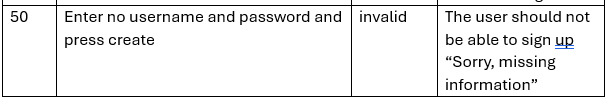 50 Enter no username and password and invalid The user should not
press create be able to sign up
“Sorry, missing
information”